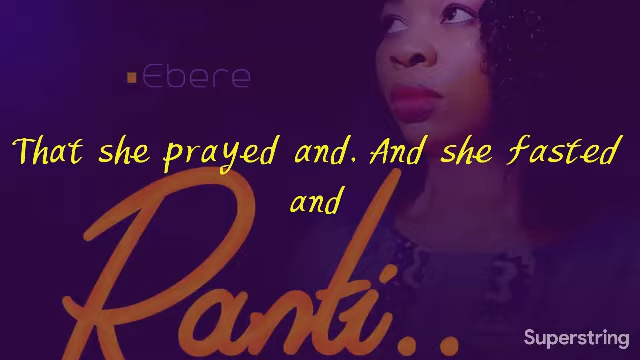 Ebere
That she prayed and. And she fasted
and
Ranti..
Superstring